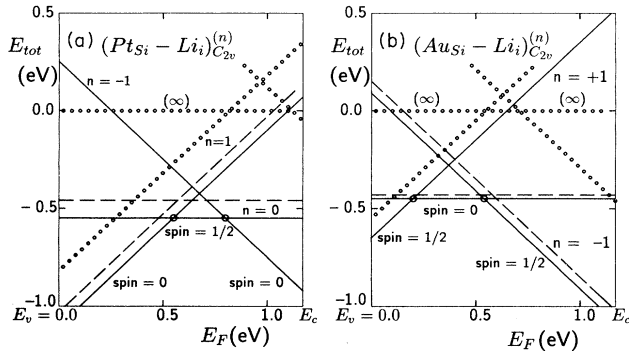 0.5
E_tot
(eV)
0.0
−0.5
−1.0
(a) (Pt_Si − Li_i)^(n)_C2v
n = −1
(∞)
n=1
n = 0
spin = 1/2
spin = 0
spin = 0
E_v = 0.0
0.5
1.0
E_c
E_F(eV)
0.5
E_tot
(eV)
0.0
−0.5
−1.0
(b) (Au_Si − Li_i)^(n)_C2v
n = +1
(∞)
(∞)
spin = 0
spin = 1/2
n = −1
spin = 1/2
E_v = 0.0
0.5
1.0
E_c
E_F(eV)